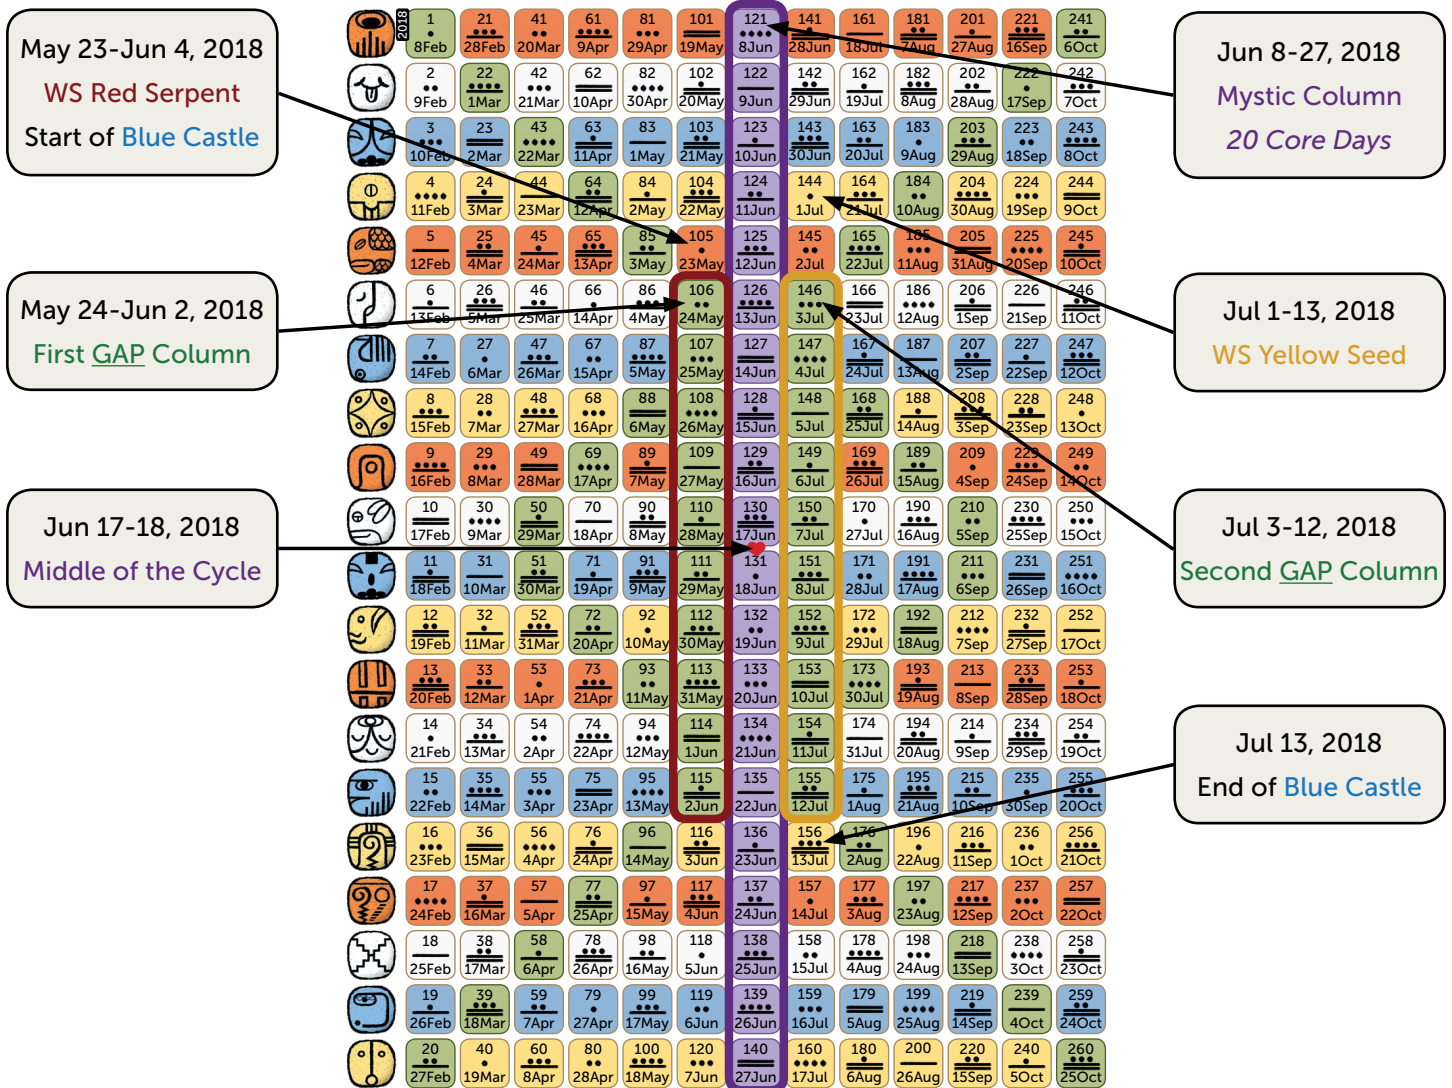 May 23-Jun 4, 2018
WS Red Serpent
Start of Blue Castle
May 24-Jun 2, 2018
First GAP Column
Jun 17-18, 2018
Middle of the Cycle
2018
1 21 41 61 81 101 121 141 161 181 201 221 241
8Feb 28Feb 20Mar 9Apr 29Apr 19May 8Jun 28Jun 18Jul 7Aug 27Aug 16Sep 6Oct
2 22 42 62 82 102 122 142 162 182 202 222 242
9Feb 1Mar 21Mar 10Apr 30Apr 20May 9Jun 29Jun 19Jul 8Aug 28Aug 17Sep 7Oct
3 23 43 63 83 103 123 143 163 183 203 223 243
10Feb 2Mar 22Mar 11Apr 1May 21May 10Jun 30Jun 20Jul 9Aug 29Aug 18Sep 8Oct
4 24 44 64 84 104 124 144 164 184 204 224 244
11Feb 3Mar 23Mar 12Apr 2May 22May 11Jun 1Jul 21Jul 10Aug 30Aug 19Sep 9Oct
5 25 45 65 85 105 125 145 165 185 205 225 245
12Feb 4Mar 24Mar 13Apr 3May 23May 12Jun 2Jul 22Jul 11Aug 31Aug 20Sep 10Oct
6 26 46 66 86 106 126 146 166 186 206 226 246
13Feb 5Mar 25Mar 14Apr 4May 24May 13Jun 3Jul 23Jul 12Aug 1Sep 21Sep 11Oct
7 27 47 67 87 107 127 147 167 187 207 227 247
14Feb 6Mar 26Mar 15Apr 5May 25May 14Jun 4Jul 24Jul 13Aug 2Sep 22Sep 12Oct
8 28 48 68 88 108 128 148 168 188 208 228 248
15Feb 7Mar 27Mar 16Apr 6May 26May 15Jun 5Jul 25Jul 14Aug 3Sep 23Sep 13Oct
9 29 49 69 89 109 129 149 169 189 209 229 249
16Feb 8Mar 28Mar 17Apr 7May 27May 16Jun 6Jul 26Jul 15Aug 4Sep 24Sep 14Oct
10 30 50 70 90 110 130 150 170 190 210 230 250
17Feb 9Mar 29Mar 18Apr 8May 28May 17Jun 7Jul 27Jul 16Aug 5Sep 25Sep 15Oct
11 31 51 71 91 111 131 151 171 191 211 231 251
18Feb 10Mar 30Mar 19Apr 9May 29May 18Jun 8Jul 28Jul 17Aug 6Sep 26Sep 16Oct
12 32 52 72 92 112 132 152 172 192 212 232 252
19Feb 11Mar 31Mar 20Apr 10May 30May 19Jun 9Jul 29Jul 18Aug 7Sep 27Sep 17Oct
13 33 53 73 93 113 133 153 173 193 213 233 253
20Feb 12Mar 1Apr 21Apr 11May 31May 20Jun 10Jul 30Jul 19Aug 8Sep 28Sep 18Oct
14 34 54 74 94 114 134 154 174 194 214 234 254
21Feb 13Mar 2Apr 22Apr 12May 1Jun 21Jun 11Jul 31Jul 20Aug 9Sep 29Sep 19Oct
15 35 55 75 95 115 135 155 175 195 215 235 255
22Feb 14Mar 3Apr 23Apr 13May 2Jun 22Jun 12Jul 1Aug 21Aug 10Sep 30Sep 20Oct
16 36 56 76 96 116 136 156 176 196 216 236 256
23Feb 15Mar 4Apr 24Apr 14May 3Jun 23Jun 13Jul 2Aug 22Aug 11Sep 1Oct 21Oct
17 37 57 77 97 117 137 157 177 197 217 237 257
24Feb 16Mar 5Apr 25Apr 15May 4Jun 24Jun 14Jul 3Aug 23Aug 12Sep 2Oct 22Oct
18 38 58 78 98 118 138 158 178 198 218 238 258
25Feb 17Mar 6Apr 26Apr 16May 5Jun 25Jun 15Jul 4Aug 24Aug 13Sep 3Oct 23Oct
19 39 59 79 99 119 139 159 179 199 219 239 259
26Feb 18Mar 7Apr 27Apr 17May 6Jun 26Jun 16Jul 5Aug 25Aug 14Sep 4Oct 24Oct
20 40 60 80 100 120 140 160 180 200 220 240 260
27Feb 19Mar 8Apr 28Apr 18May 7Jun 27Jun 17Jul 6Aug 26Aug 15Sep 5Oct 25Oct
Jun 8-27, 2018
Mystic Column
20 Core Days
Jul 1-13, 2018
WS Yellow Seed
Jul 3-12, 2018
Second GAP Column
Jul 13, 2018
End of Blue Castle